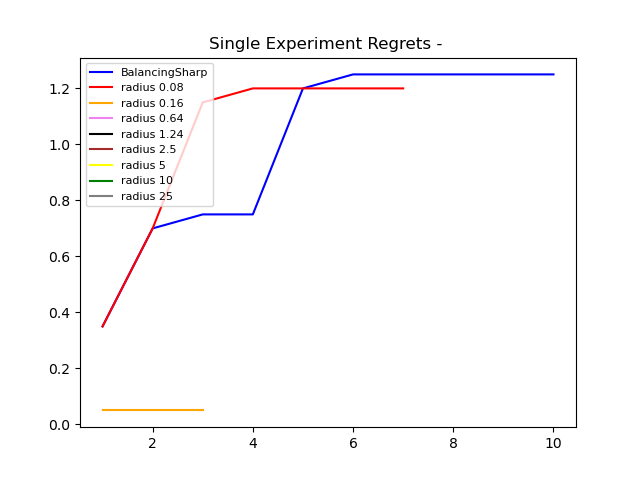 Single Experiment Regrets -
BalancingSharp
radius 0.08
radius 0.16
radius 0.64
radius 1.24
radius 2.5
radius 5
radius 10
radius 25
1.2
1.0
0.8
0.6
0.4
0.2
0.0
2 4 6 8 10